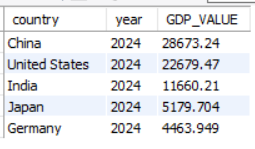 country year GDP_VALUE
China 2024 28673.24
United States 2024 22679.47
India 2024 11660.21
Japan 2024 5179.704
Germany 2024 4463.949